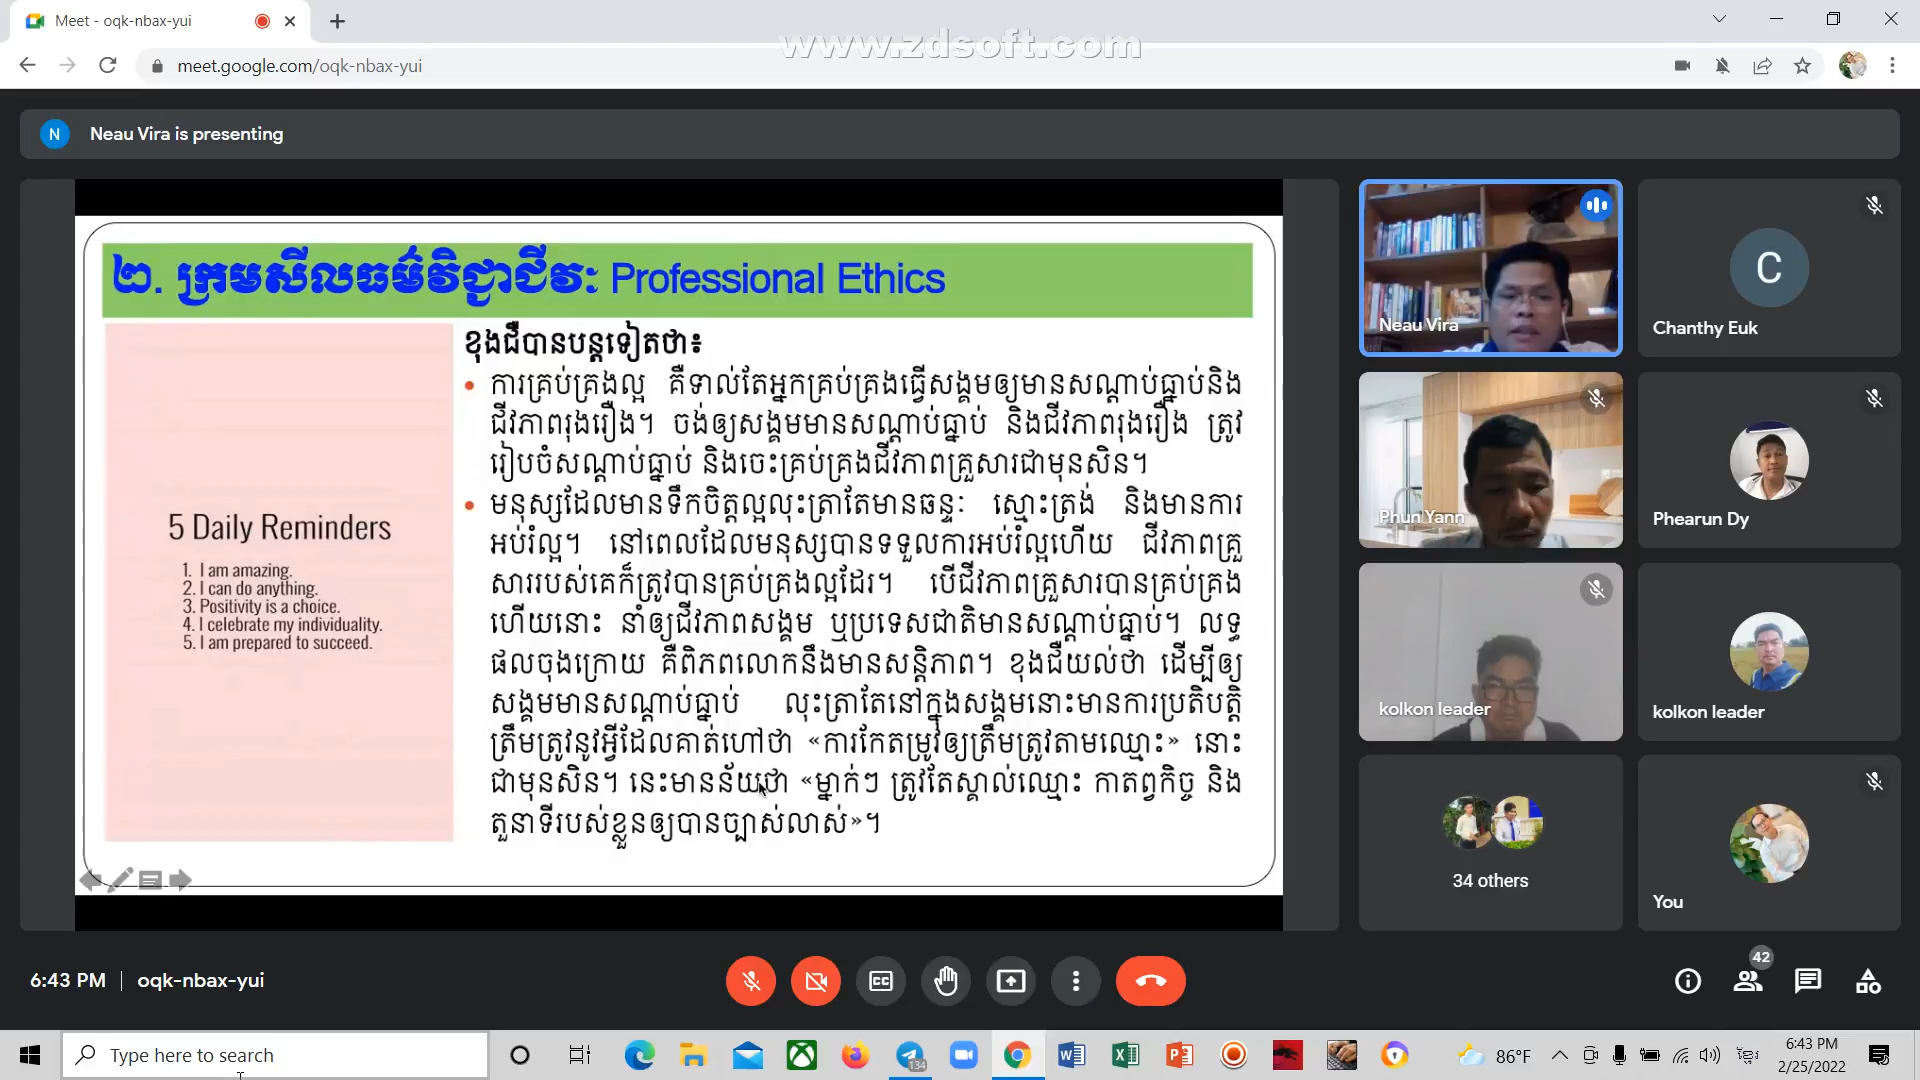 Meet - oqk-nbax-yui
www.zdsoft.com
meet.google.com/oqk-nbax-yui
N Neau Vira is presenting
២. ក្រមសីលធម៌វិជ្ជាជីវៈ Professional Ethics
ខុងជឺបានបន្តទៀតថា៖
• ការគ្រប់គ្រងល្អ គឺទាល់តែអ្នកគ្រប់គ្រងធ្វើសង្គមឲ្យមានសណ្តាប់ធ្នាប់និង
ជីវភាពរុងរឿង។ ចង់ឲ្យសង្គមមានសណ្តាប់ធ្នាប់ និងជីវភាពរុងរឿង ត្រូវ
រៀបចំសណ្តាប់ធ្នាប់ និងចេះគ្រប់គ្រងជីវភាពគ្រួសារជាមុនសិន។
• មនុស្សដែលមានទឹកចិត្តល្អលុះត្រាតែមានឆន្ទៈ ស្មោះត្រង់ និងមានការ
អប់រំល្អ។ នៅពេលដែលមនុស្សបានទទួលការអប់រំល្អហើយ ជីវភាពគ្រួ
សាររបស់គេក៏ត្រូវបានគ្រប់គ្រងល្អដែរ។ បើជីវភាពគ្រួសារបានគ្រប់គ្រង
ហើយនោះ នាំឲ្យជីវភាពសង្គម ឬប្រទេសជាតិមានសណ្តាប់ធ្នាប់។ លទ្ធ
ផលចុងក្រោយ គឺពិភពលោកនឹងមានសន្តិភាព។ ខុងជឺយល់ថា ដើម្បីឲ្យ
សង្គមមានសណ្តាប់ធ្នាប់ លុះត្រាតែនៅក្នុងសង្គមនោះមានការប្រតិបត្តិ
ត្រឹមត្រូវនូវអ្វីដែលគាត់ហៅថា «ការកែតម្រូវឲ្យត្រឹមត្រូវតាមឈ្មោះ» នោះ
ជាមុនសិន។ នេះមានន័យថា «ម្នាក់ៗ ត្រូវតែស្គាល់ឈ្មោះ កាតព្វកិច្ច និង
តួនាទីរបស់ខ្លួនឲ្យបានច្បាស់លាស់»។
5 Daily Reminders
1. I am amazing.
2. I can do anything.
3. Positivity is a choice.
4. I celebrate my individuality.
5. I am prepared to succeed.
Neau Vira
C
Chanthy Euk
Phun Yann
Phearun Dy
kolkon leader
kolkon leader
34 others
You
6:43 PM | oqk-nbax-yui
CC
42
Type here to search
134
86°F
ខ្មែរ
6:43 PM
2/25/2022